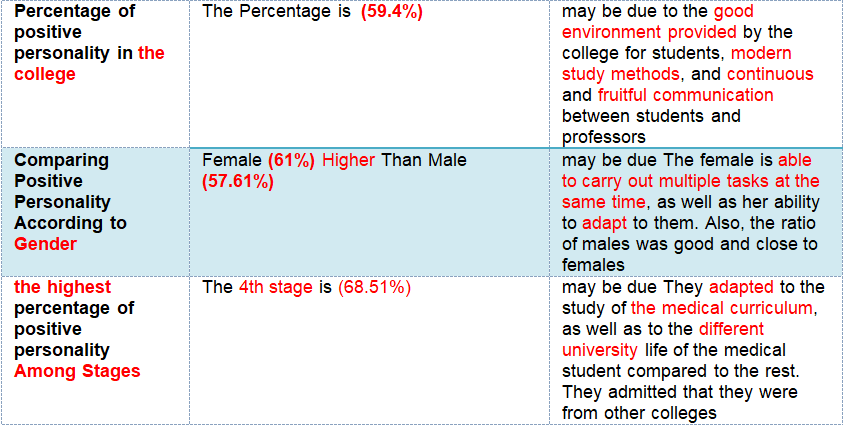 Percentage of
positive
personality in the
college
The Percentage is (59.4%)
may be due to the good
environment provided by the
college for students, modern
study methods, and continuous
and fruitful communication
between students and
professors
Comparing
Positive
Personality
According to
Gender
Female (61%) Higher Than Male
(57.61%)
may be due The female is able
to carry out multiple tasks at the
same time, as well as her ability
to adapt to them. Also, the ratio
of males was good and close to
females
the highest
percentage of
positive
personality
Among Stages
The 4th stage is (68.51%)
may be due They adapted to the
study of the medical curriculum,
as well as to the different
university life of the medical
student compared to the rest.
They admitted that they were
from other colleges